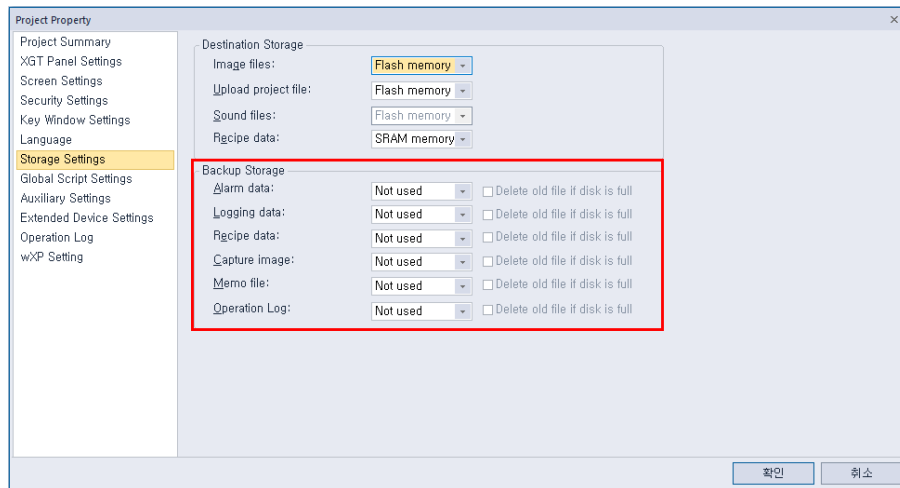 Project Property
Project Summary
XGT Panel Settings
Screen Settings
Security Settings
Key Window Settings
Language
Storage Settings
Global Script Settings
Auxiliary Settings
Extended Device Settings
Operation Log
wXP Setting
Destination Storage
Image files: Flash memory
Upload project file: Flash memory
Sound files: Flash memory
Recipe data: SRAM memory
Backup Storage
Alarm data: Not used Delete old file if disk is full
Logging data: Not used Delete old file if disk is full
Recipe data: Not used Delete old file if disk is full
Capture image: Not used Delete old file if disk is full
Memo file: Not used Delete old file if disk is full
Operation Log: Not used Delete old file if disk is full
확인 취소